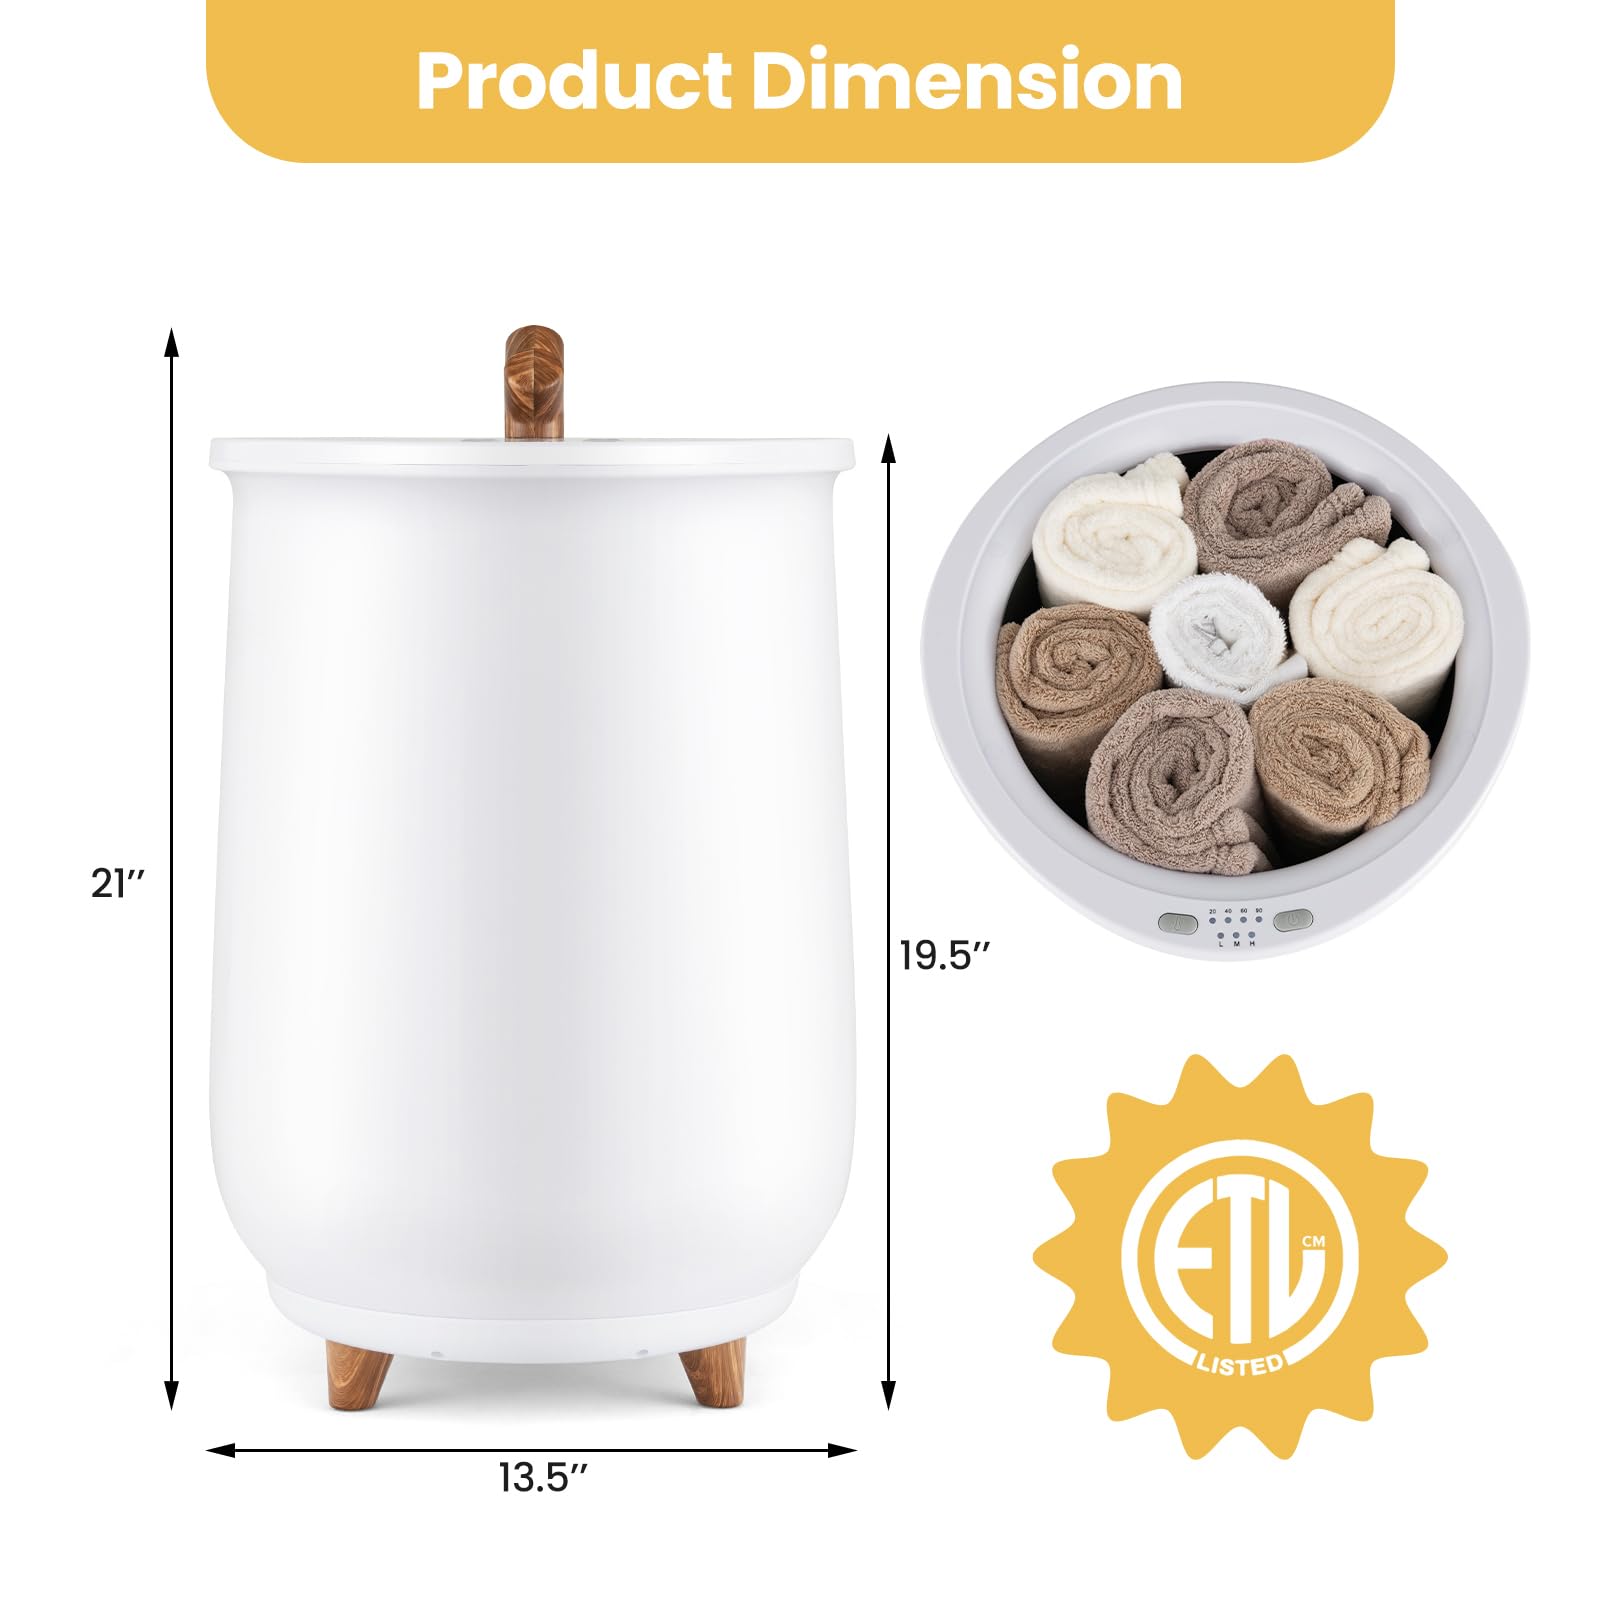 Product Dimension
21’’
19.5’’
13.5’’
20 40 60 90
L M H
ETL CM
LISTED